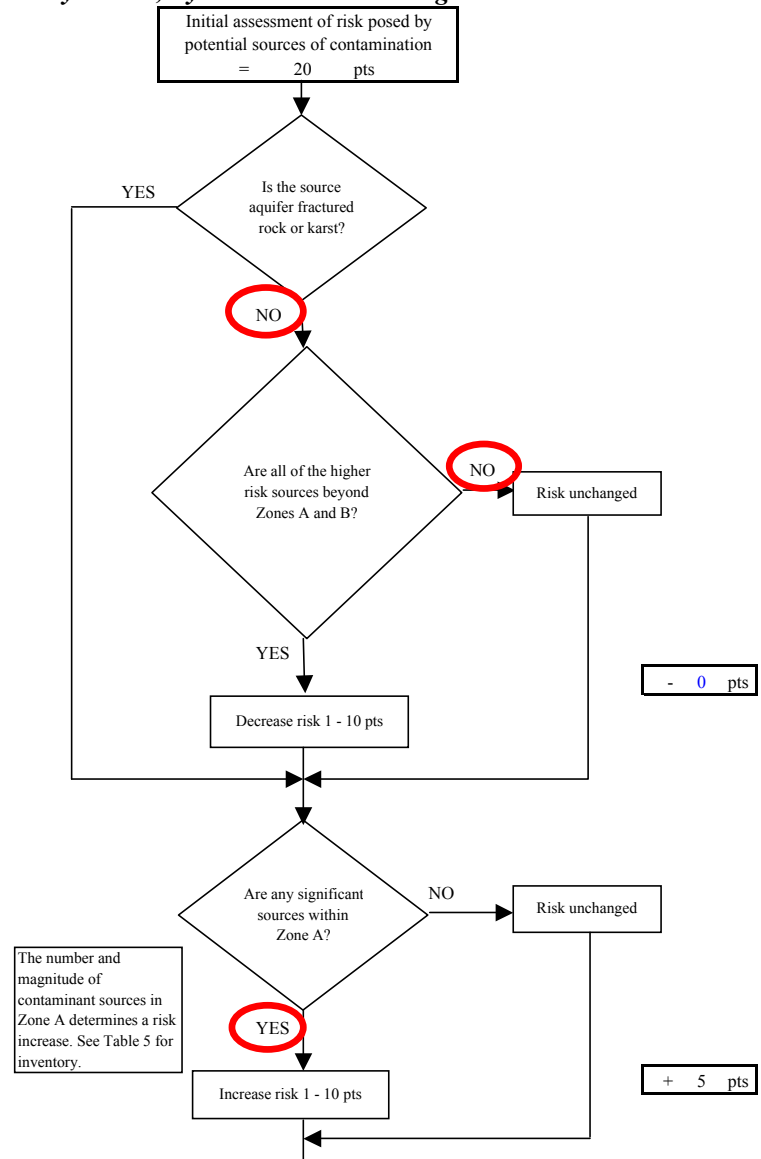 Initial assessment of risk posed by
potential sources of contamination
= 20 pts
YES
Is the source
aquifer fractured
rock or karst?
NO
Are all of the higher
risk sources beyond
Zones A and B?
NO
Risk unchanged
YES
- 0 pts
Decrease risk 1 - 10 pts
Are any significant
sources within
Zone A?
NO
Risk unchanged
The number and
magnitude of
contaminant sources in
Zone A determines a risk
increase. See Table 5 for
inventory.
YES
Increase risk 1 - 10 pts
+ 5 pts